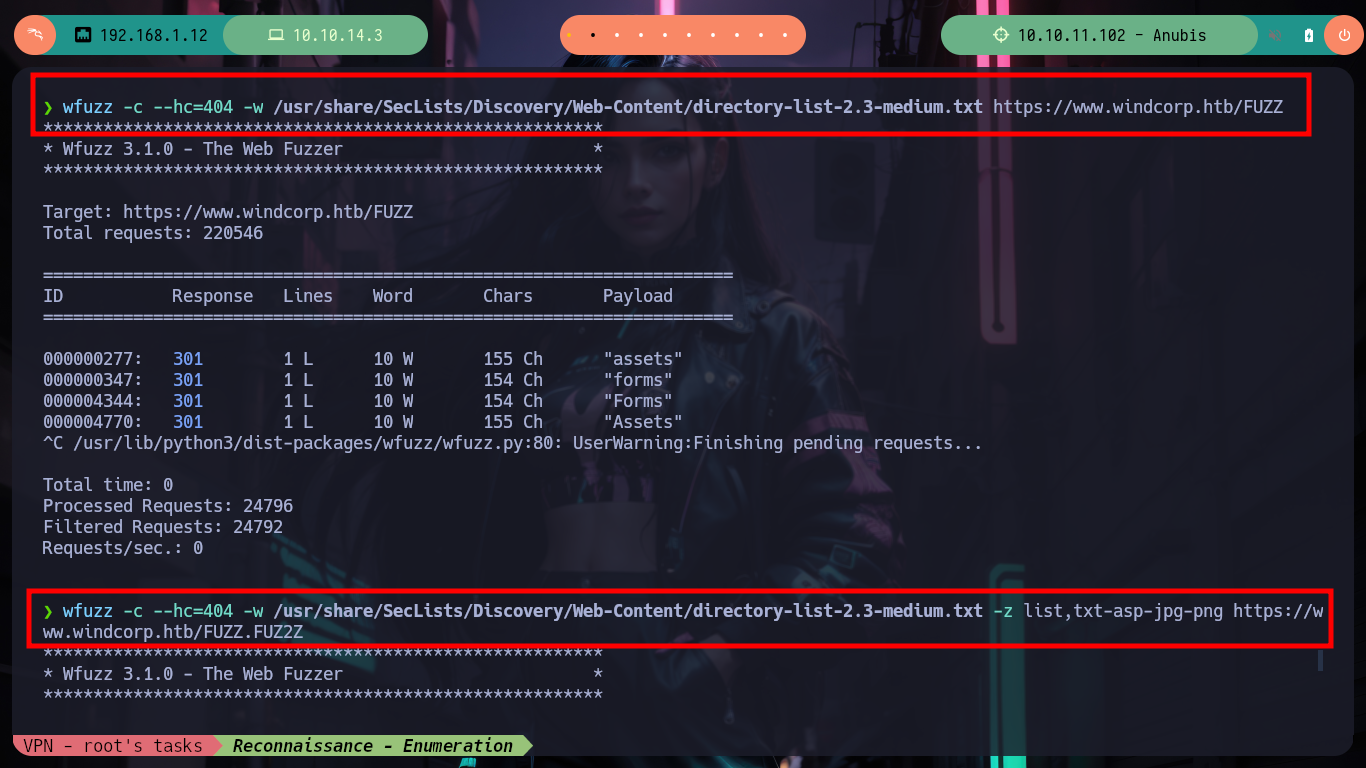 192.168.1.12 10.10.14.3 10.10.11.102 - Anubis
❯ wfuzz -c --hc=404 -w /usr/share/SecLists/Discovery/Web-Content/directory-list-2.3-medium.txt https://www.windcorp.htb/FUZZ
********************************************************
* Wfuzz 3.1.0 - The Web Fuzzer                         *
********************************************************
Target: https://www.windcorp.htb/FUZZ
Total requests: 220546
=====================================================================
ID           Response   Lines    Word       Chars       Payload
=====================================================================
000000277:   301        1 L      10 W       155 Ch      "assets"
000000347:   301        1 L      10 W       154 Ch      "forms"
000004344:   301        1 L      10 W       154 Ch      "Forms"
000004770:   301        1 L      10 W       155 Ch      "Assets"
^C /usr/lib/python3/dist-packages/wfuzz/wfuzz.py:80: UserWarning:Finishing pending requests...
Total time: 0
Processed Requests: 24796
Filtered Requests: 24792
Requests/sec.: 0
❯ wfuzz -c --hc=404 -w /usr/share/SecLists/Discovery/Web-Content/directory-list-2.3-medium.txt -z list,txt-asp-jpg-png https://w
ww.windcorp.htb/FUZZ.FUZ2Z
********************************************************
* Wfuzz 3.1.0 - The Web Fuzzer                         *
********************************************************
VPN - root's tasks Reconnaissance - Enumeration